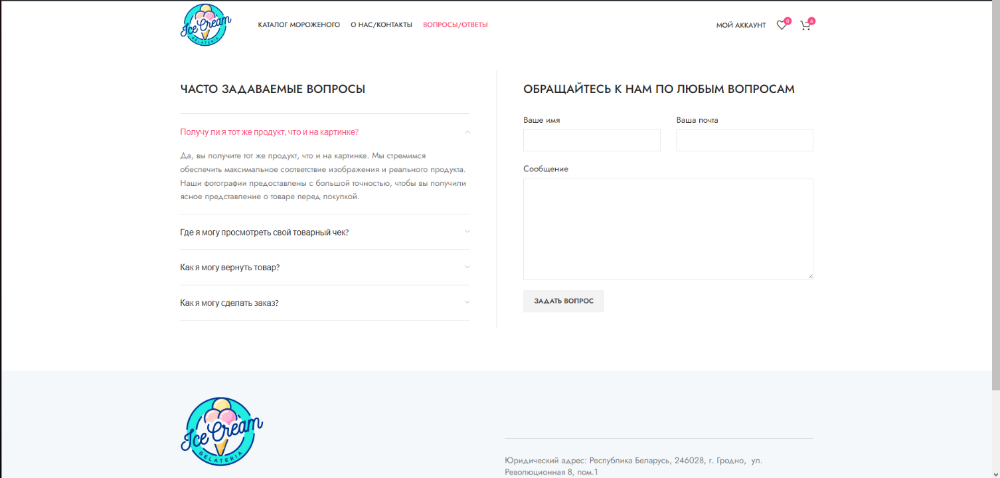 Ice Cream
GELATERIA
КАТАЛОГ МОРОЖЕНОГО
О НАС/КОНТАКТЫ
ВОПРОСЫ/ОТВЕТЫ
МОЙ АККАУНТ
0
6
ЧАСТО ЗАДАВАЕМЫЕ ВОПРОСЫ
Получу ли я тот же продукт, что и на картинке?
Да, вы получите тот же продукт, что и на картинке. Мы стремимся
обеспечить максимальное соответствие изображения и реального продукта.
Наши фотографии предоставлены с большой точностью, чтобы вы получили
ясное представление о товаре перед покупкой.
Где я могу просмотреть свой товарный чек?
Как я могу вернуть товар?
Как я могу сделать заказ?
ОБРАЩАЙТЕСЬ К НАМ ПО ЛЮБЫМ ВОПРОСАМ
Ваше имя
Ваша почта
Сообщение
ЗАДАТЬ ВОПРОС
Ice Cream
GELATERIA
Юридический адрес: Республика Беларусь, 246028, г. Гродно, ул.
Революционная 8, пом.1